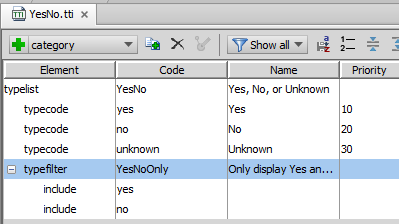 YesNo.tti
category Show all
Element Code Name Priority
typelist YesNo Yes, No, or Unknown
typecode yes Yes 10
typecode no No 20
typecode unknown Unknown 30
typefilter YesNoOnly Only display Yes an...
include yes
include no